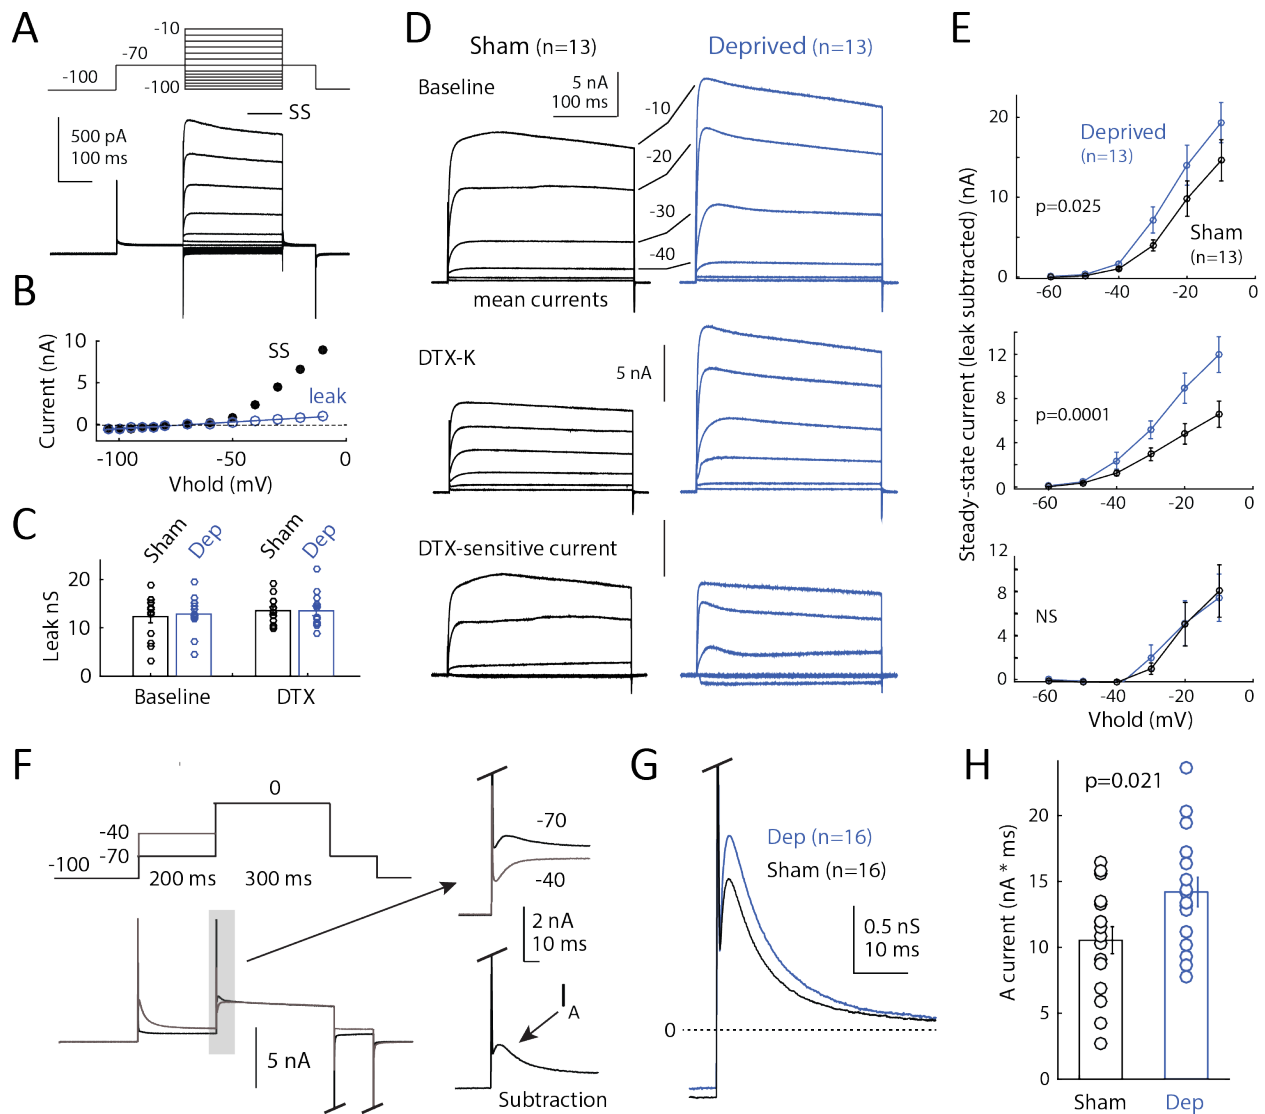 A
-10
-70
-100
-100
SS
500 pA
100 ms
B
10
Current (nA)
SS
5
leak
0
-100
-50
0
Vhold (mV)
C
Sham
Dep
Sham
Dep
Leak nS
20
10
0
Baseline
DTX
D
Sham (n=13)
Deprived (n=13)
Baseline
5 nA
100 ms
-10
-20
-30
-40
mean currents
DTX-K
5 nA
DTX-sensitive current
E
Steady-state current (leak subtracted) (nA)
20
Deprived
(n=13)
p=0.025
10
Sham
(n=13)
0
-60
-40
-20
0
12
8
p=0.0001
4
0
-60
-40
-20
0
12
8
NS
4
0
-60
-40
-20
0
Vhold (mV)
F
0
-40
-100
-70
200 ms
300 ms
5 nA
-70
-40
2 nA
10 ms
IA
Subtraction
G
Dep (n=16)
Sham (n=16)
0.5 nS
10 ms
0
H
p=0.021
A current (nA * ms)
20
15
10
5
0
Sham
Dep